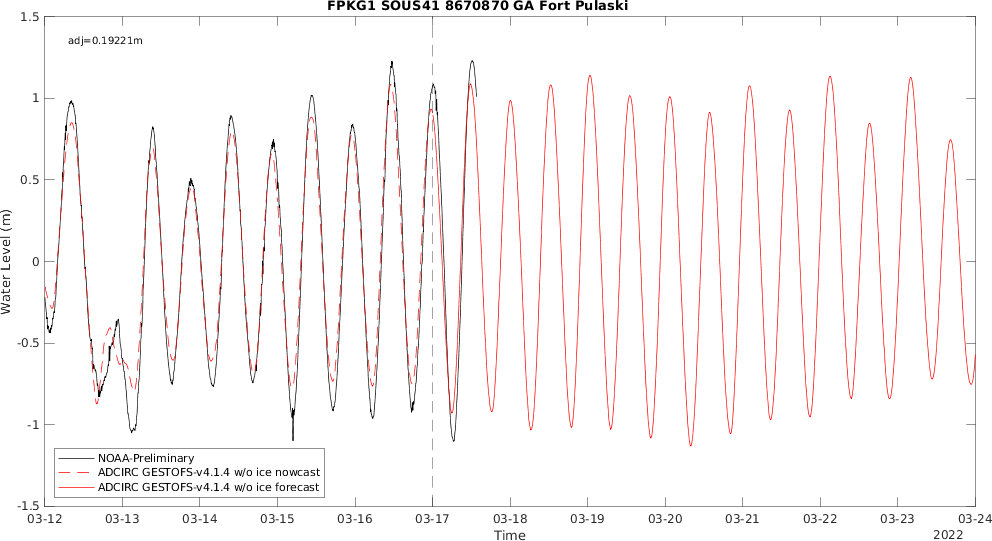 FPKG1 SOUS41 8670870 GA Fort Pulaski
1.5
adj=0.19221m
1
0.5
Water Level (m)
0
-0.5
-1
NOAA-Preliminary
ADCIRC GESTOFS-v4.1.4 w/o ice nowcast
ADCIRC GESTOFS-v4.1.4 w/o ice forecast
-1.5
03-12 03-13 03-14 03-15 03-16 03-17 03-18 03-19 03-20 03-21 03-22 03-23 03-24
Time 2022